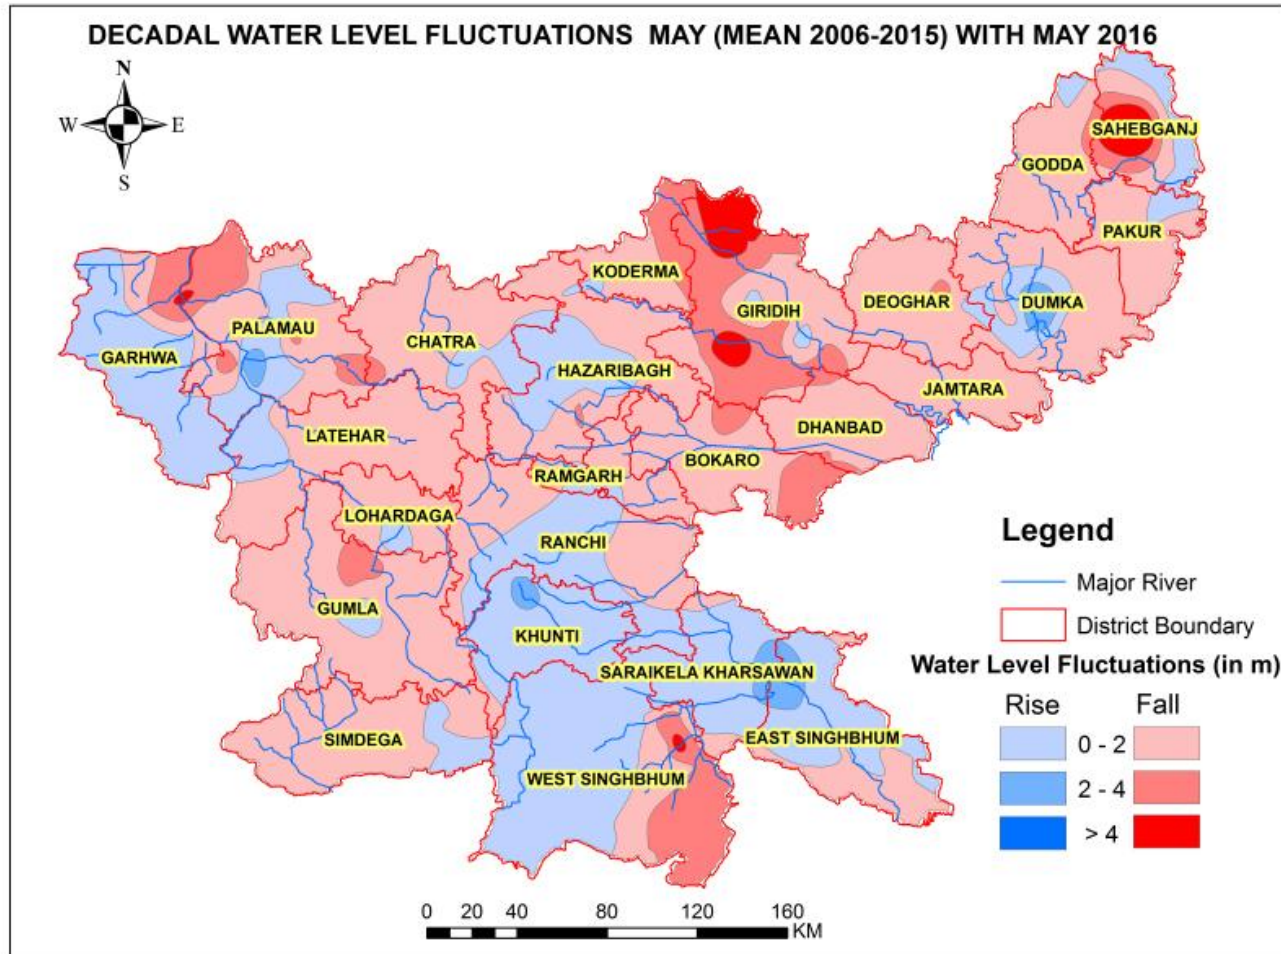 DECADAL WATER LEVEL FLUCTUATIONS MAY (MEAN 2006-2015) WITH MAY 2016
N
W E
S
SAHEBGANJ
GODDA
PAKUR
KODERMA
DEOGHAR
DUMKA
GIRIDIH
PALAMAU
CHATRA
GARHWA
HAZARIBAGH
JAMTARA
LATEHAR
DHANBAD
BOKARO
RAMGARH
LOHARDAGA
RANCHI
GUMLA
KHUNTI
SARAIKELA KHARSAWAN
SIMDEGA
EAST SINGHBHUM
WEST SINGHBHUM
Legend
Major River
District Boundary
Water Level Fluctuations (in m)
Rise Fall
0 - 2
2 - 4
> 4
0 20 40 80 120 160
KM